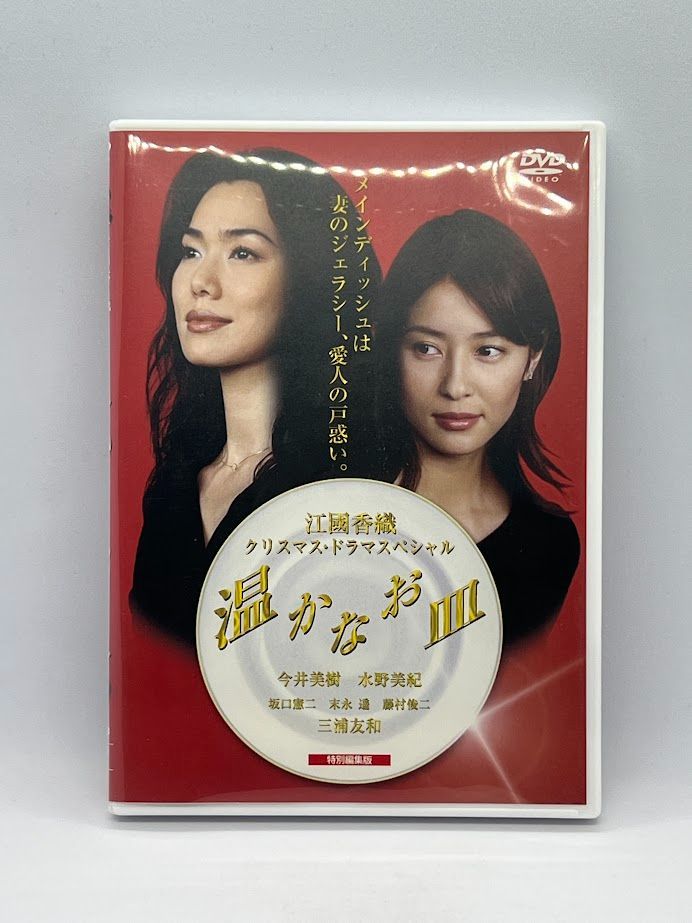 DVD
VIDEO
メインディッシュは
妻のジェラシー、愛人の戸惑い。
江國香織
クリスマス・ドラマスペシャル
温かなお皿
今井美樹 水野美紀
坂口憲二 末永 遥 藤村俊二
三浦友和
特別編集版